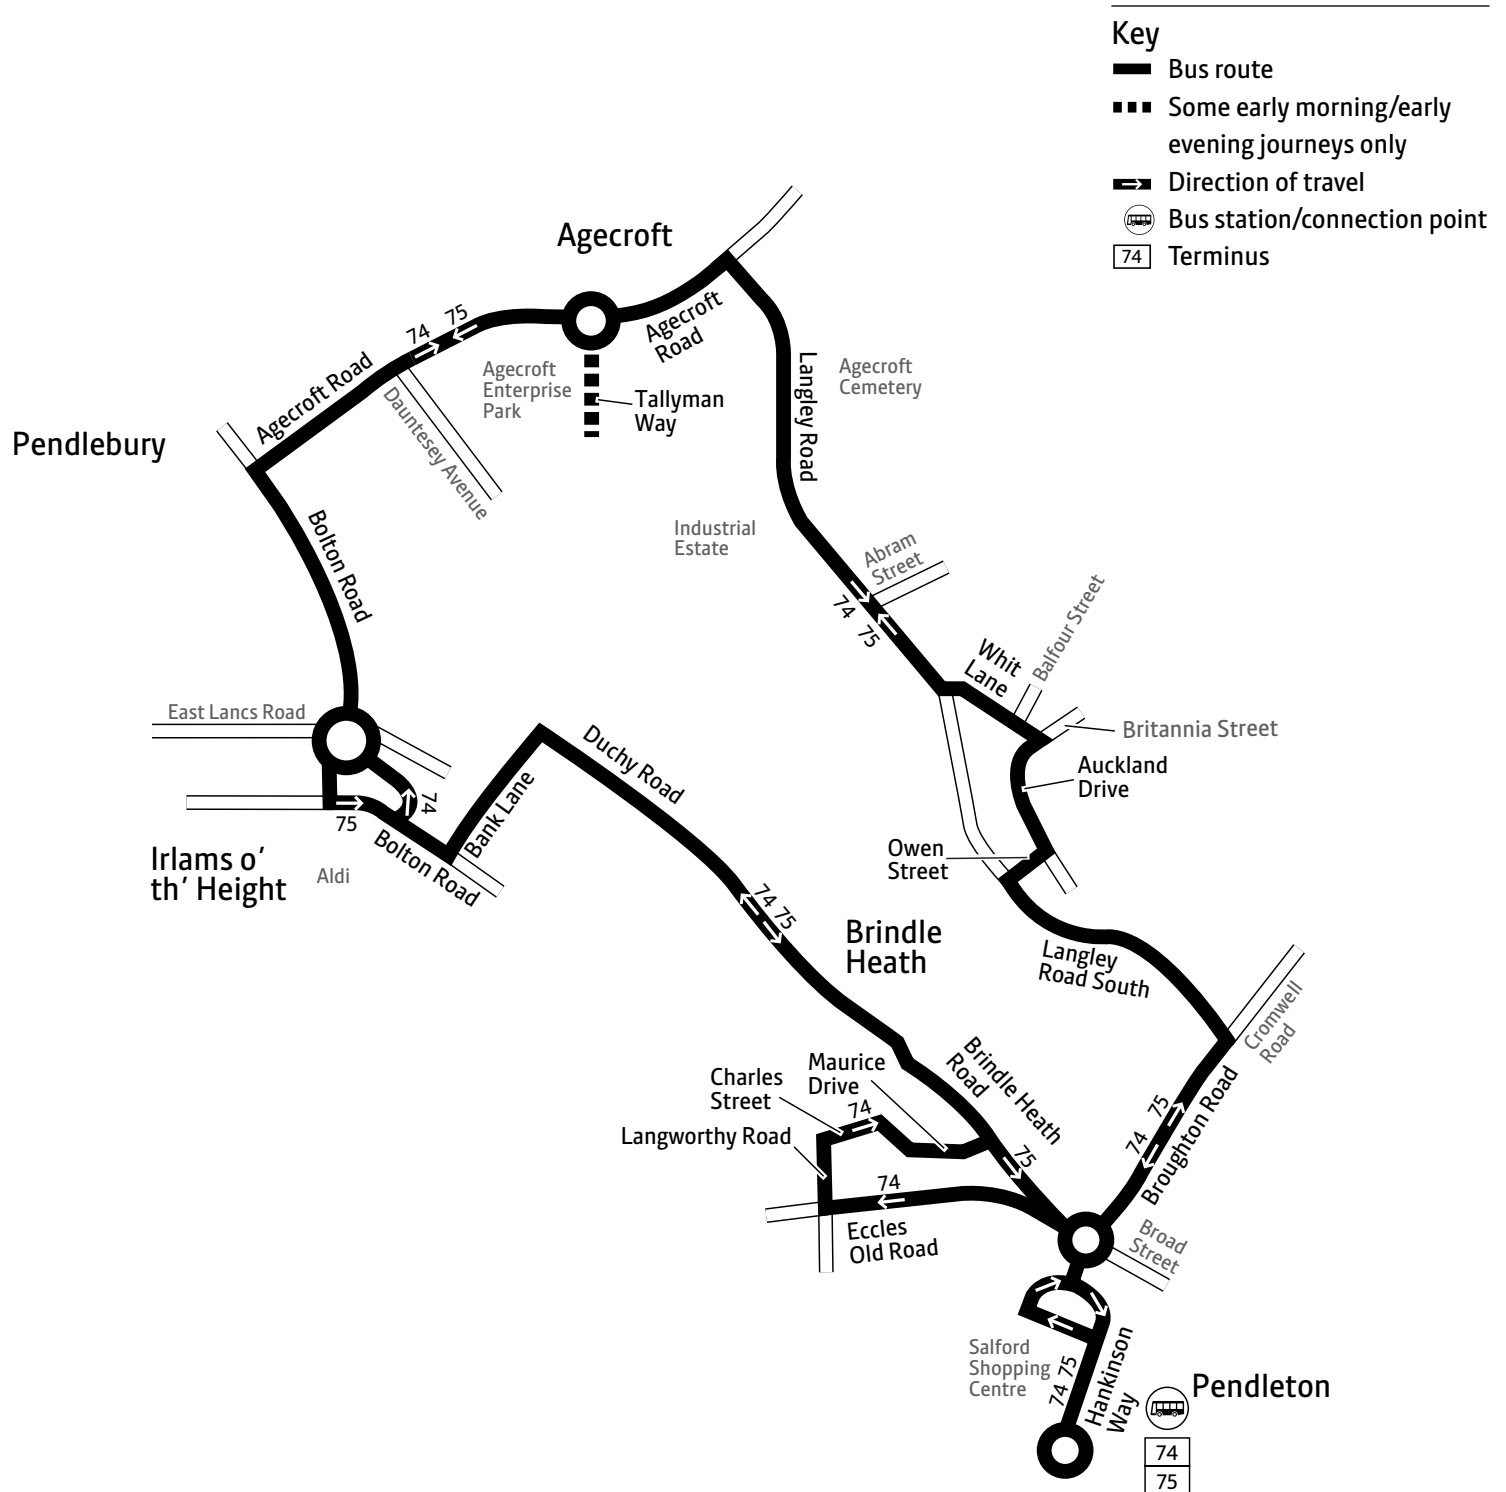 Key
Bus route
Some early morning/early
evening journeys only
Direction of travel
Bus station/connection point
74
Terminus
Agecroft
74
75
Agecroft
Road
Agecroft Road
Agecroft
Enterprise
Park
Tallyman
Way
Langley Road
Agecroft
Cemetery
Dauntesey Avenue
Pendlebury
Bolton Road
Industrial
Estate
Abram
Street
74
75
Whit
Lane
Balfour Street
Britannia Street
East Lancs Road
Duchy Road
Auckland
Drive
74
75
Bank Lane
Bolton Road
Irlams o’
th’ Height
Aldi
Owen
Street
74
75
Brindle
Heath
Langley
Road South
Cromwell
Road
Brindle Heath
Road
Maurice
Drive
Charles
Street
74
Langworthy Road
75
74
75
74
Broughton Road
Eccles
Old Road
Broad
Street
Salford
Shopping
Centre
74
75
Hankinson
Way
Pendleton
74
75